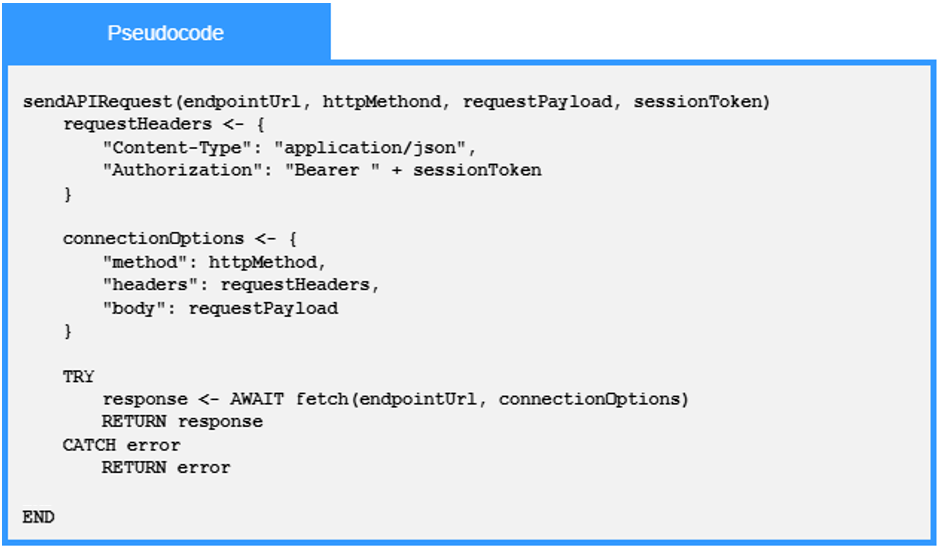 Pseudocode
sendAPIRequest(endpointUrl, httpMethond, requestPayload, sessionToken)
requestHeaders <- {
"Content-Type": "application/json",
"Authorization": "Bearer " + sessionToken
}
connectionOptions <- {
"method": httpMethod,
"headers": requestHeaders,
"body": requestPayload
}
TRY
response <- AWAIT fetch(endpointUrl, connectionOptions)
RETURN response
CATCH error
RETURN error
END